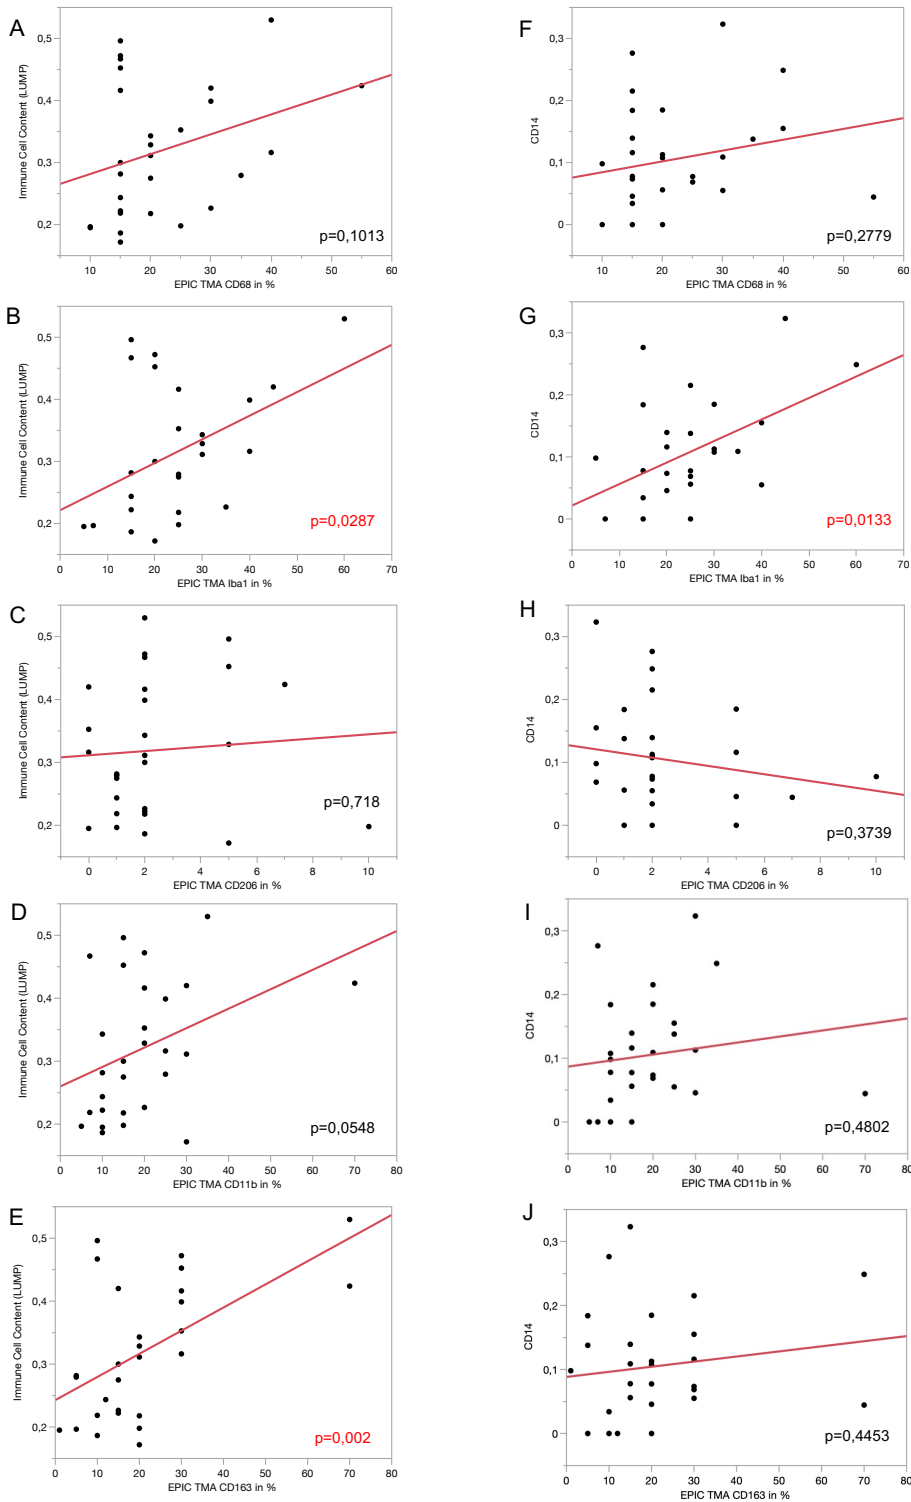 A
Immune Cell Content (LUMP)
0,5
0,4
0,3
0,2
p=0,1013
10 20 30 40 50 60
EPIC TMA CD68 in %
F
CD14
0,3
0,2
0,1
0
p=0,2779
10 20 30 40 50 60
EPIC TMA CD68 in %
B
Immune Cell Content (LUMP)
0,5
0,4
0,3
0,2
p=0,0287
0 10 20 30 40 50 60 70
EPIC TMA Iba1 in %
G
CD14
0,3
0,2
0,1
0
p=0,0133
0 10 20 30 40 50 60 70
EPIC TMA Iba1 in %
C
Immune Cell Content (LUMP)
0,5
0,4
0,3
0,2
p=0,718
0 2 4 6 8 10
EPIC TMA CD206 in %
H
CD14
0,3
0,2
0,1
0
p=0,3739
0 2 4 6 8 10
EPIC TMA CD206 in %
D
Immune Cell Content (LUMP)
0,5
0,4
0,3
0,2
p=0,0548
0 10 20 30 40 50 60 70 80
EPIC TMA CD11b in %
I
CD14
0,3
0,2
0,1
0
p=0,4802
0 10 20 30 40 50 60 70 80
EPIC TMA CD11b in %
E
Immune Cell Content (LUMP)
0,5
0,4
0,3
0,2
p=0,002
0 10 20 30 40 50 60 70 80
EPIC TMA CD163 in %
J
CD14
0,3
0,2
0,1
0
p=0,4453
0 10 20 30 40 50 60 70 80
EPIC TMA CD163 in %